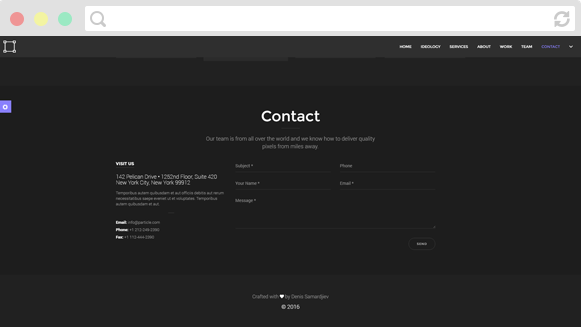 HOME IDEOLOGY SERVICES ABOUT WORK TEAM CONTACT
Contact
Our team is from all over the world and we know how to deliver quality
pixels from miles away.
VISIT US
142 Pelican Drive • 1252nd Floor, Suite 420
New York City, New York 99912
Temporibus autem quibusdam et aut officiis debitis aut rerum
necessitatibus saepe eveniet ut et voluptates. Temporibus
autem quibusdam et aut.
Email: info@particle.com
Phone: +1 212-244-2260
Fax: +1 113-444-2260
Subject *
Phone
Your Name *
Email *
Message *
SEND
Crafted with ♥ by Denis Samardjiev
© 2016